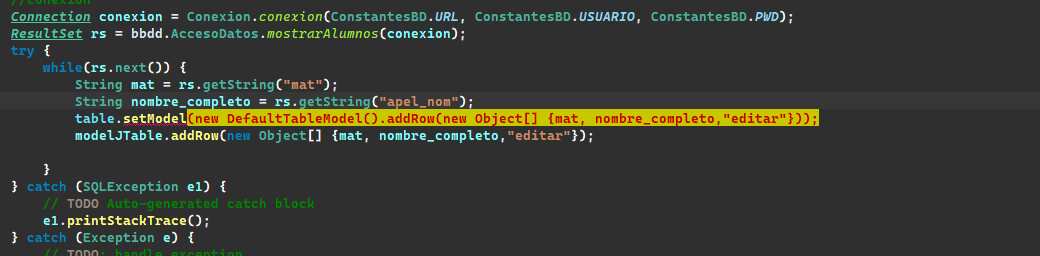 //Conexion
Connection conexion = Conexion.conexion(ConstantesBD.URL, ConstantesBD.USUARIO, ConstantesBD.PWD);
ResultSet rs = bbdd.AccesoDatos.mostrarAlumnos(conexion);
try {
while(rs.next()) {
String mat = rs.getString("mat");
String nombre_completo = rs.getString("apel_nom");
table.setModel(new DefaultTableModel().addRow(new Object[] {mat, nombre_completo,"editar"}));
modelJTable.addRow(new Object[] {mat, nombre_completo,"editar"});
}
} catch (SQLException e1) {
// TODO Auto-generated catch block
e1.printStackTrace();
} catch (Exception e) {
// TODO: handle exception